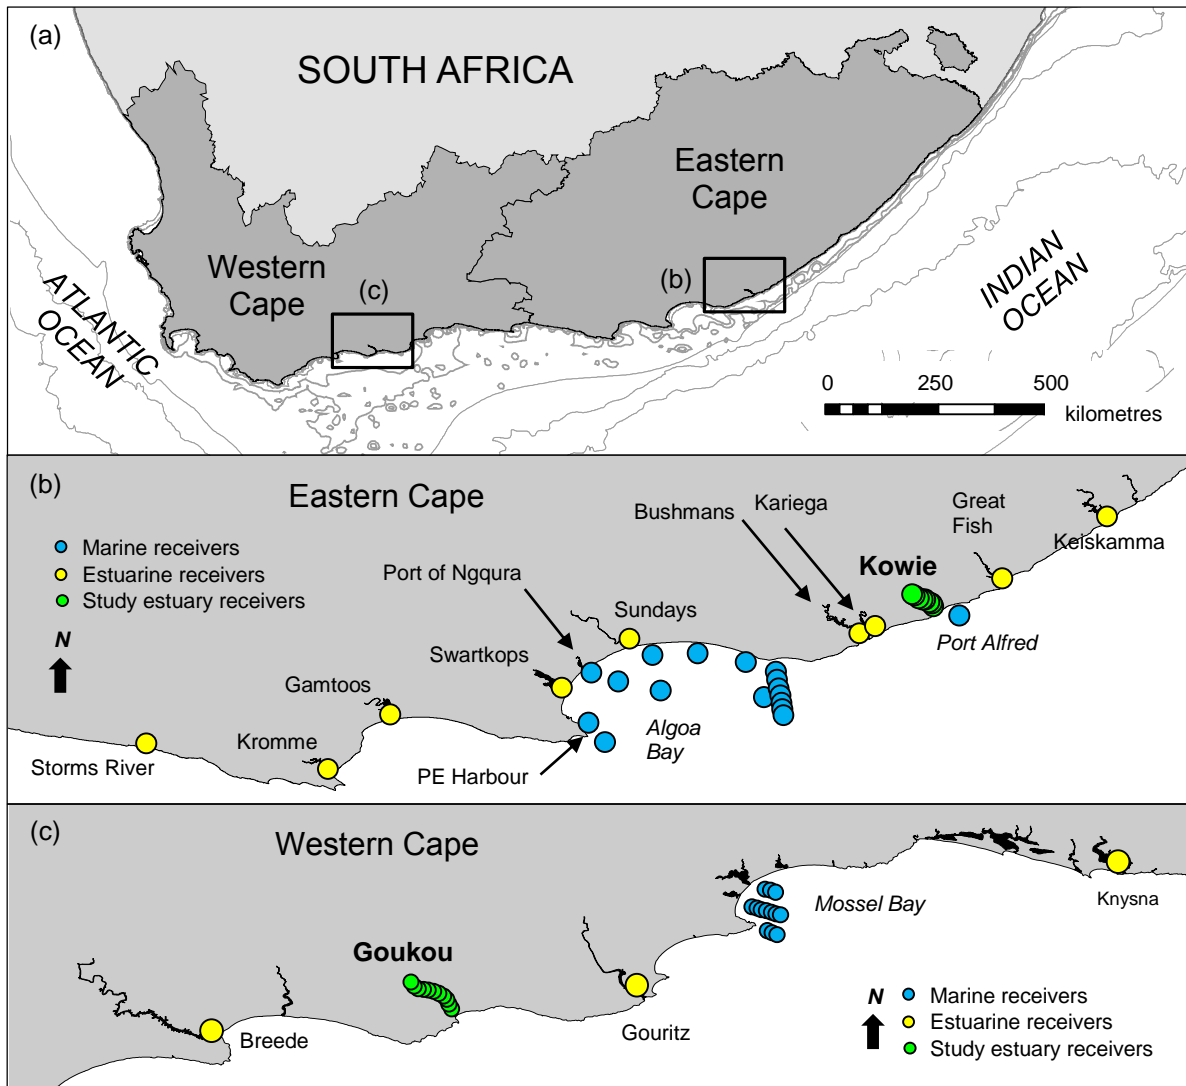 (a)
SOUTH AFRICA
Eastern
Cape
Western
Cape
(c)
(b)
ATLANTIC
OCEAN
INDIAN
OCEAN
0 250 500
kilometres
(b)
Eastern Cape
Marine receivers
Estuarine receivers
Study estuary receivers
N
Storms River
Kromme
Gamtoos
Swartkops
Port of Ngqura
PE Harbour
Sundays
Algoa
Bay
Bushmans
Kariega
Kowie
Port Alfred
Great
Fish
Keiskamma
(c)
Western Cape
Breede
Goukou
Gouritz
Mossel Bay
Knysna
N
Marine receivers
Estuarine receivers
Study estuary receivers